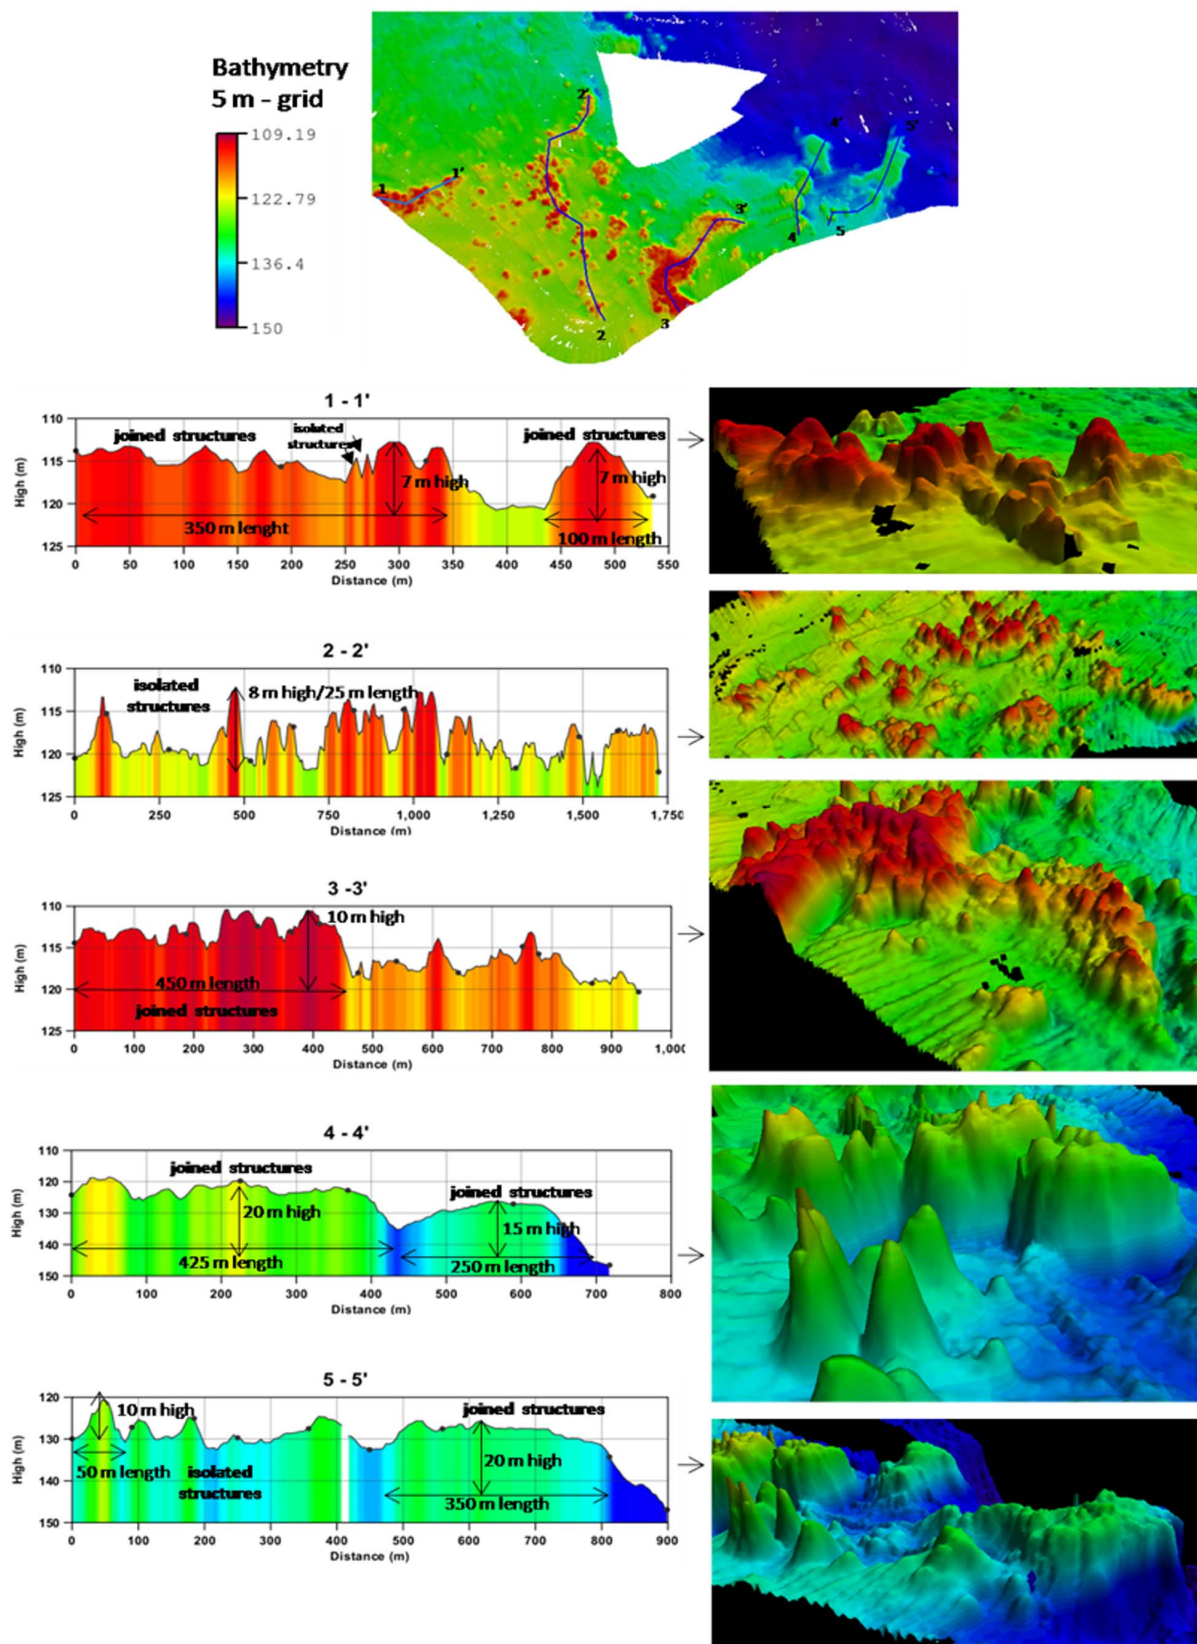 Bathymetry
5 m - grid
109.19
122.79
136.4
150
1
1'
2'
2
3'
3
4'
4
5'
5
1 - 1'
110
115
120
125
High (m)
joined structures
isolated
structures
joined structures
7 m high
7 m high
350 m lenght
100 m length
0 50 100 150 200 250 300 350 400 450 500 550
Distance (m)
2 - 2'
110
115
120
125
High (m)
isolated
structures
8 m high/25 m length
0 250 500 750 1,000 1,250 1,500 1,750
Distance (m)
3 -3'
110
115
120
125
High (m)
10 m high
450 m length
joined structures
0 100 200 300 400 500 600 700 800 900 1,000
Distance (m)
4 - 4'
110
120
130
140
150
High (m)
joined structures
joined structures
20 m high
15 m high
425 m length
250 m length
0 100 200 300 400 500 600 700 800
Distance (m)
5 - 5'
120
130
140
150
High (m)
10 m high
joined structures
50 m length
isolated
structures
20 m high
350 m length
0 100 200 300 400 500 600 700 800 900
Distance (m)